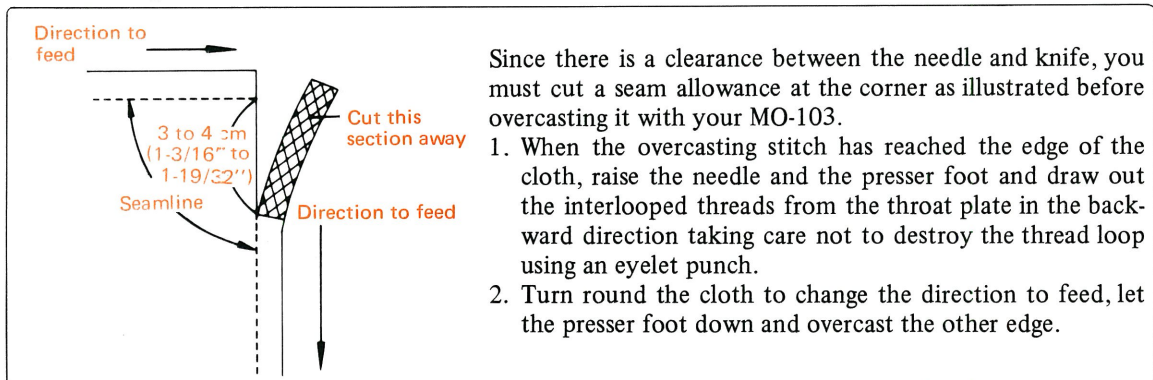 Direction to
feed
3 to 4 cm
(1-3/16" to
1-19/32")
Seamline
Cut this
section away
Direction to feed
Since there is a clearance between the needle and knife, you
must cut a seam allowance at the corner as illustrated before
overcasting it with your MO-103.
1. When the overcasting stitch has reached the edge of the
cloth, raise the needle and the presser foot and draw out
the interlooped threads from the throat plate in the back-
ward direction taking care not to destroy the thread loop
using an eyelet punch.
2. Turn round the cloth to change the direction to feed, let
the presser foot down and overcast the other edge.